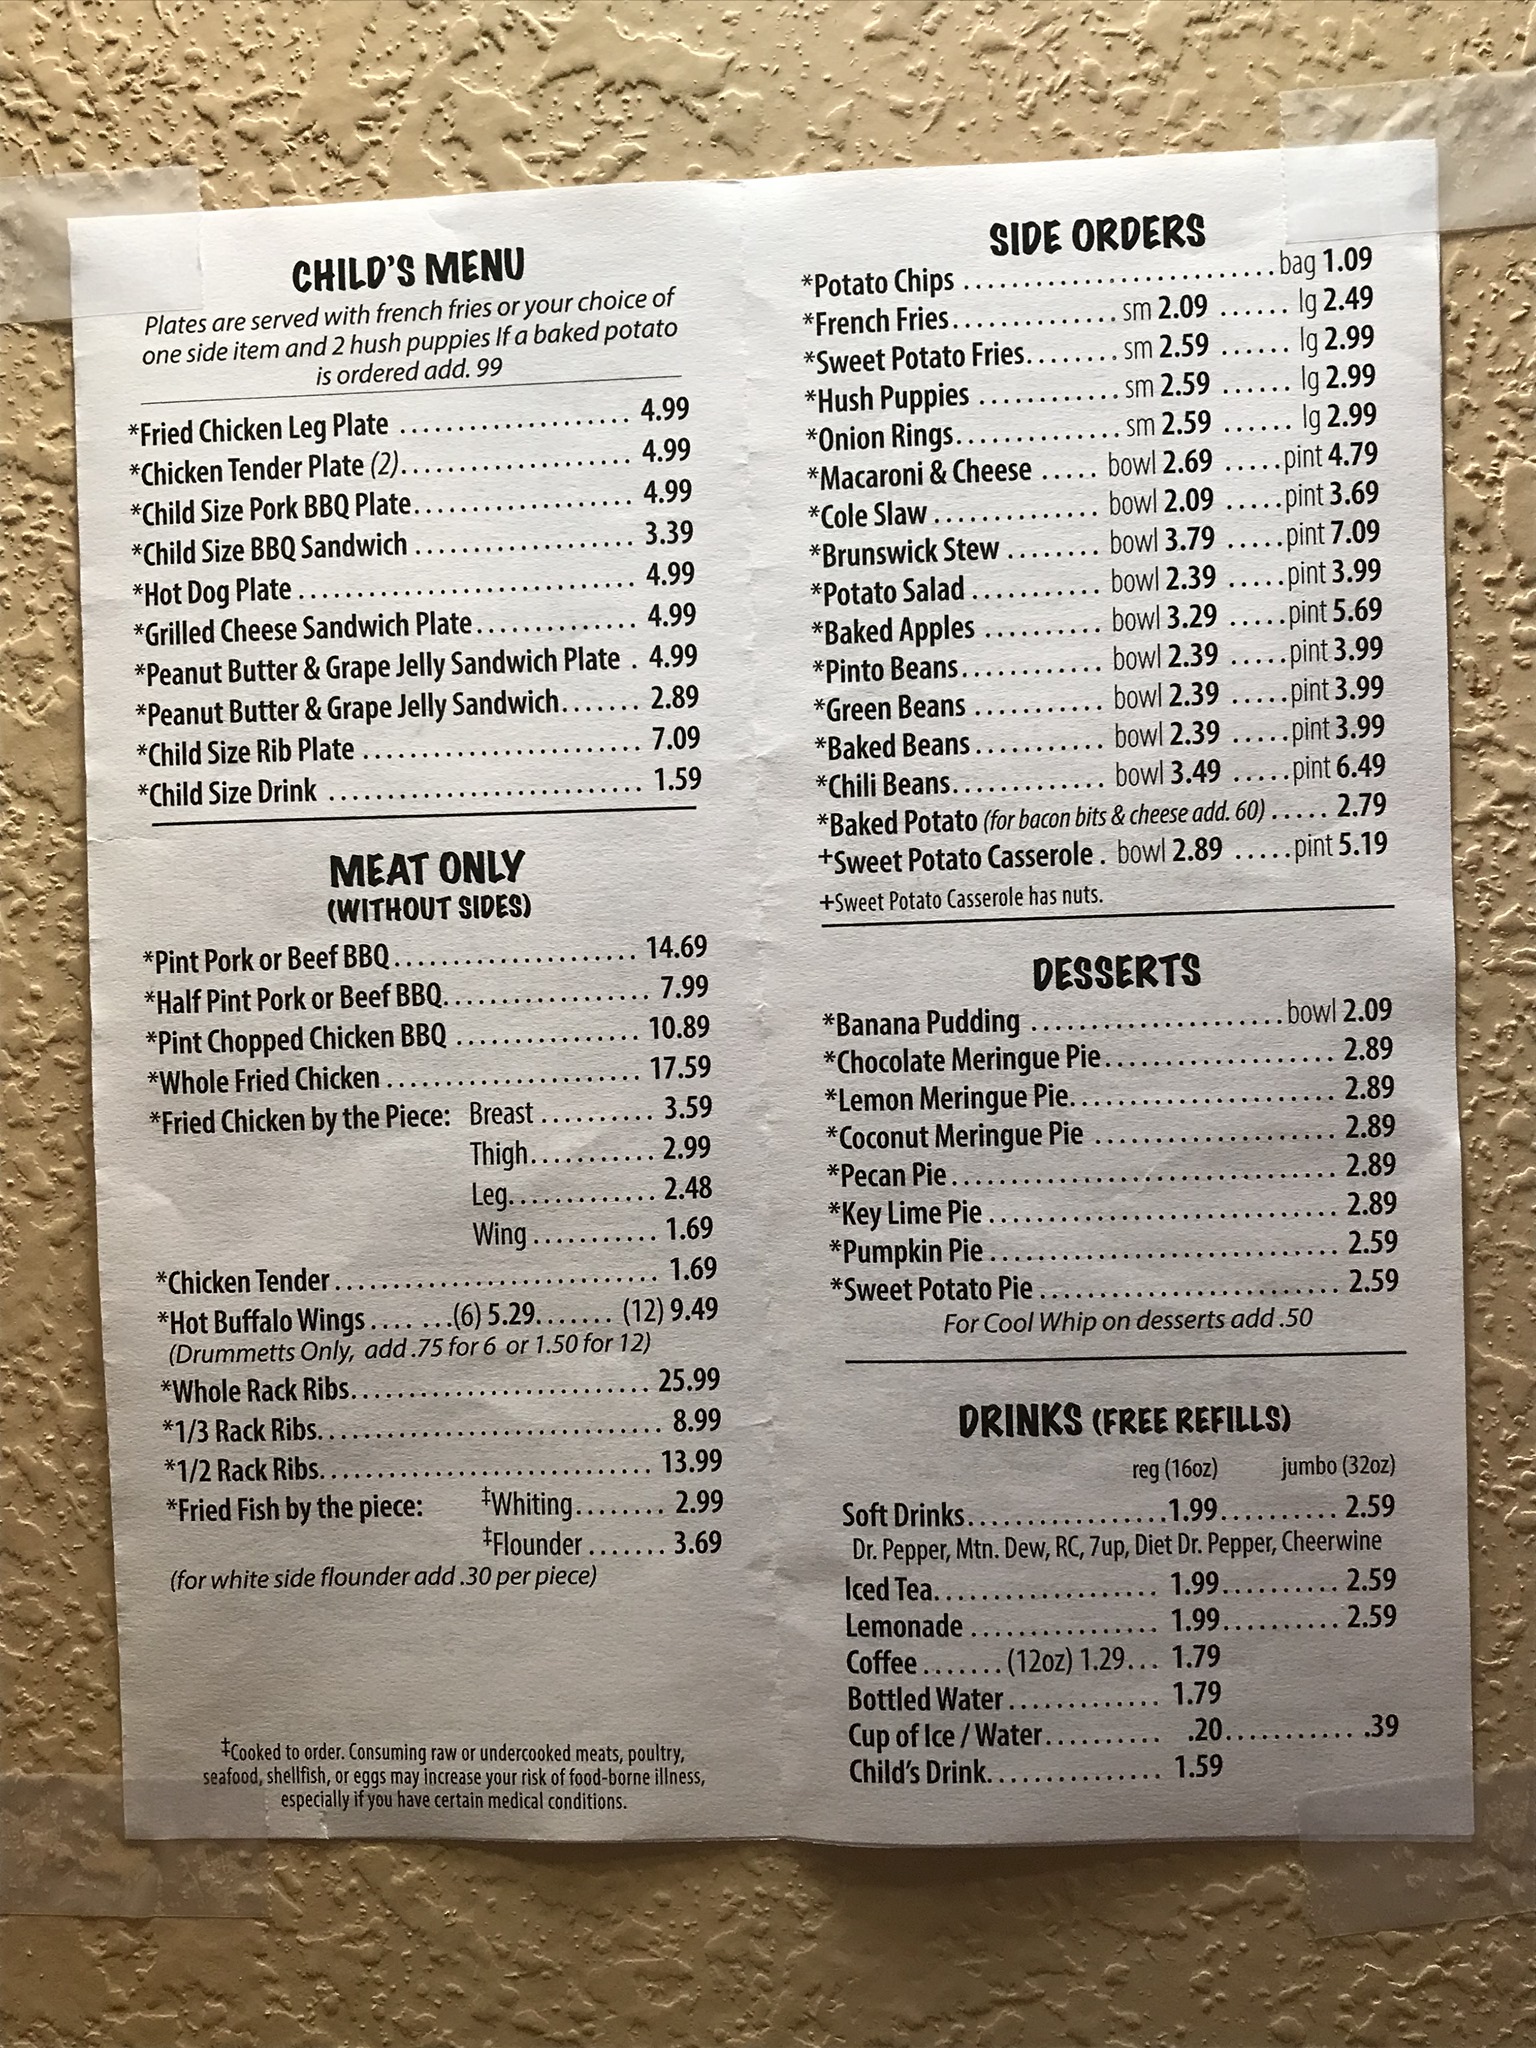 CHILD'S MENU
Plates are served with french fries or your choice of
one side item and 2 hush puppies If a baked potato
is ordered add. 99
*Fried Chicken Leg Plate .................... 4.99
*Chicken Tender Plate (2).................... 4.99
*Child Size Pork BBQ Plate................... 4.99
*Child Size BBQ Sandwich .................... 3.39
*Hot Dog Plate .............................. 4.99
*Grilled Cheese Sandwich Plate.............. 4.99
*Peanut Butter & Grape Jelly Sandwich Plate . 4.99
*Peanut Butter & Grape Jelly Sandwich....... 2.89
*Child Size Rib Plate ........................ 7.09
*Child Size Drink ........................... 1.59
MEAT ONLY
(WITHOUT SIDES)
*Pint Pork or Beef BBQ..................... 14.69
*Half Pint Pork or Beef BBQ.................. 7.99
*Pint Chopped Chicken BBQ ................ 10.89
*Whole Fried Chicken ...................... 17.59
*Fried Chicken by the Piece: Breast .......... 3.59
Thigh........... 2.99
Leg............. 2.48
Wing ........... 1.69
*Chicken Tender............................ 1.69
*Hot Buffalo Wings .... ...(6) 5.29....... (12) 9.49
(Drummetts Only, add .75 for 6 or 1.50 for 12)
*Whole Rack Ribs.......................... 25.99
*1/3 Rack Ribs.............................. 8.99
*1/2 Rack Ribs............................. 13.99
*Fried Fish by the piece: ‡Whiting........ 2.99
‡Flounder ....... 3.69
(for white side flounder add .30 per piece)
‡Cooked to order. Consuming raw or undercooked meats, poultry,
seafood, shellfish, or eggs may increase your risk of food-borne illness,
especially if you have certain medical conditions.
SIDE ORDERS
*Potato Chips ...........................bag 1.09
*French Fries.............. sm 2.09 ...... lg 2.49
*Sweet Potato Fries........ sm 2.59 ...... lg 2.99
*Hush Puppies ............ sm 2.59 ...... lg 2.99
*Onion Rings.............. sm 2.59 ...... lg 2.99
*Macaroni & Cheese ..... bowl 2.69 .....pint 4.79
*Cole Slaw .............. bowl 2.09 .....pint 3.69
*Brunswick Stew ........ bowl 3.79 .....pint 7.09
*Potato Salad ........... bowl 2.39 .....pint 3.99
*Baked Apples .......... bowl 3.29 .....pint 5.69
*Pinto Beans............ bowl 2.39 .....pint 3.99
*Green Beans ........... bowl 2.39 .....pint 3.99
*Baked Beans........... bowl 2.39 .....pint 3.99
*Chili Beans............. bowl 3.49 .....pint 6.49
*Baked Potato (for bacon bits & cheese add. 60) ..... 2.79
+Sweet Potato Casserole . bowl 2.89 .....pint 5.19
+Sweet Potato Casserole has nuts.
DESSERTS
*Banana Pudding ......................bowl 2.09
*Chocolate Meringue Pie.................... 2.89
*Lemon Meringue Pie....................... 2.89
*Coconut Meringue Pie ..................... 2.89
*Pecan Pie.................................. 2.89
*Key Lime Pie ............................... 2.89
*Pumpkin Pie ............................... 2.59
*Sweet Potato Pie ........................... 2.59
For Cool Whip on desserts add .50
DRINKS (FREE REFILLS)
reg (16oz) jumbo (32oz)
Soft Drinks..................1.99.......... 2.59
Dr. Pepper, Mtn. Dew, RC, 7up, Diet Dr. Pepper, Cheerwine
Iced Tea.................... 1.99.......... 2.59
Lemonade ................. 1.99.......... 2.59
Coffee .......(12oz) 1.29... 1.79
Bottled Water.............. 1.79
Cup of Ice / Water.......... .20........... .39
Child's Drink............... 1.59